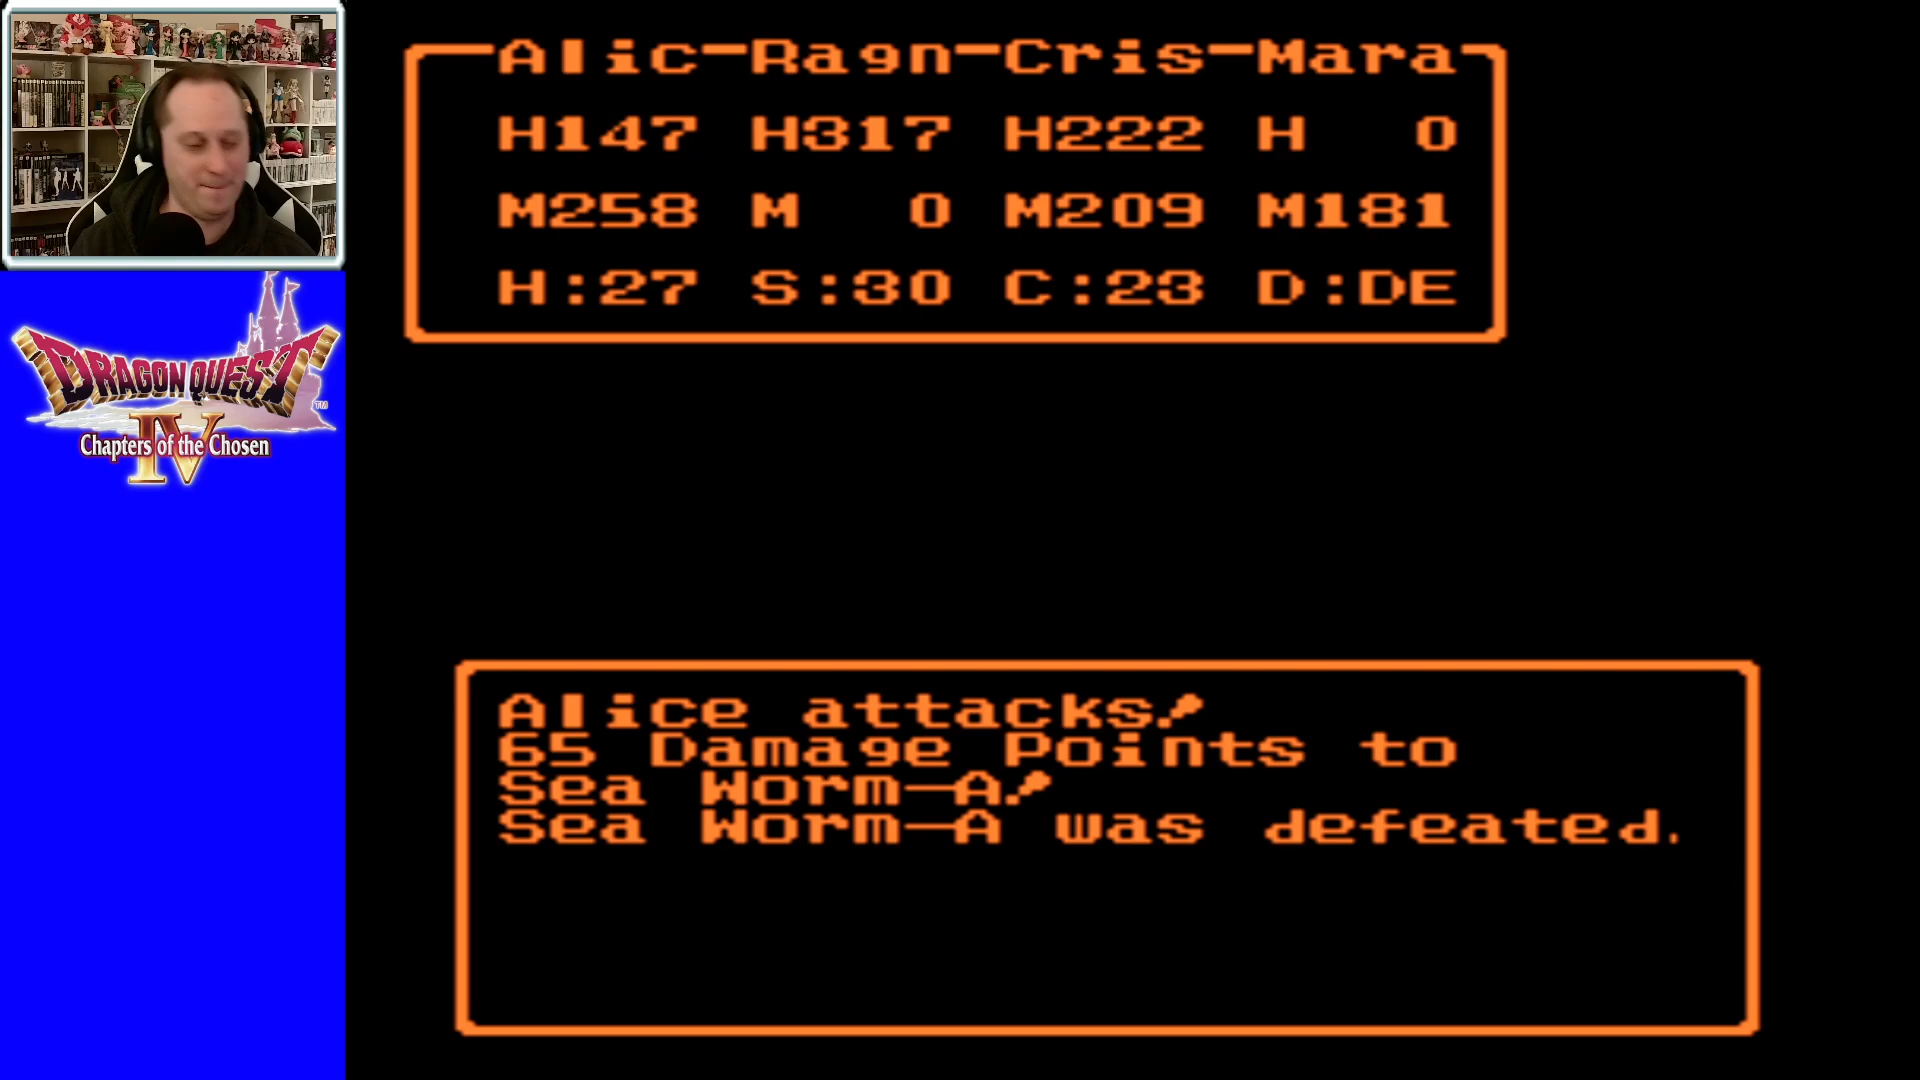 Alic Ragn Cris Mara
H147 H317 H222 H 0
M258 M 0 M209 M181
H:27 S:30 C:23 D:DE
DRAGON QUEST
TM
IV
Chapters of the Chosen
Alice attacks!
65 Damage Points to
Sea Worm-A!
Sea Worm-A was defeated.